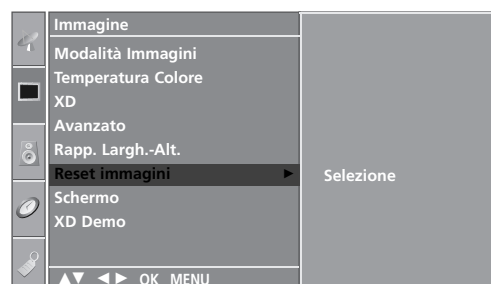 Immagine
Modalità Immagini
Temperatura Colore
XD
Avanzato
Rapp. Largh.-Alt.
Reset immagini ►
Selezione
Schermo
XD Demo
▲▼ ◄► OK MENU